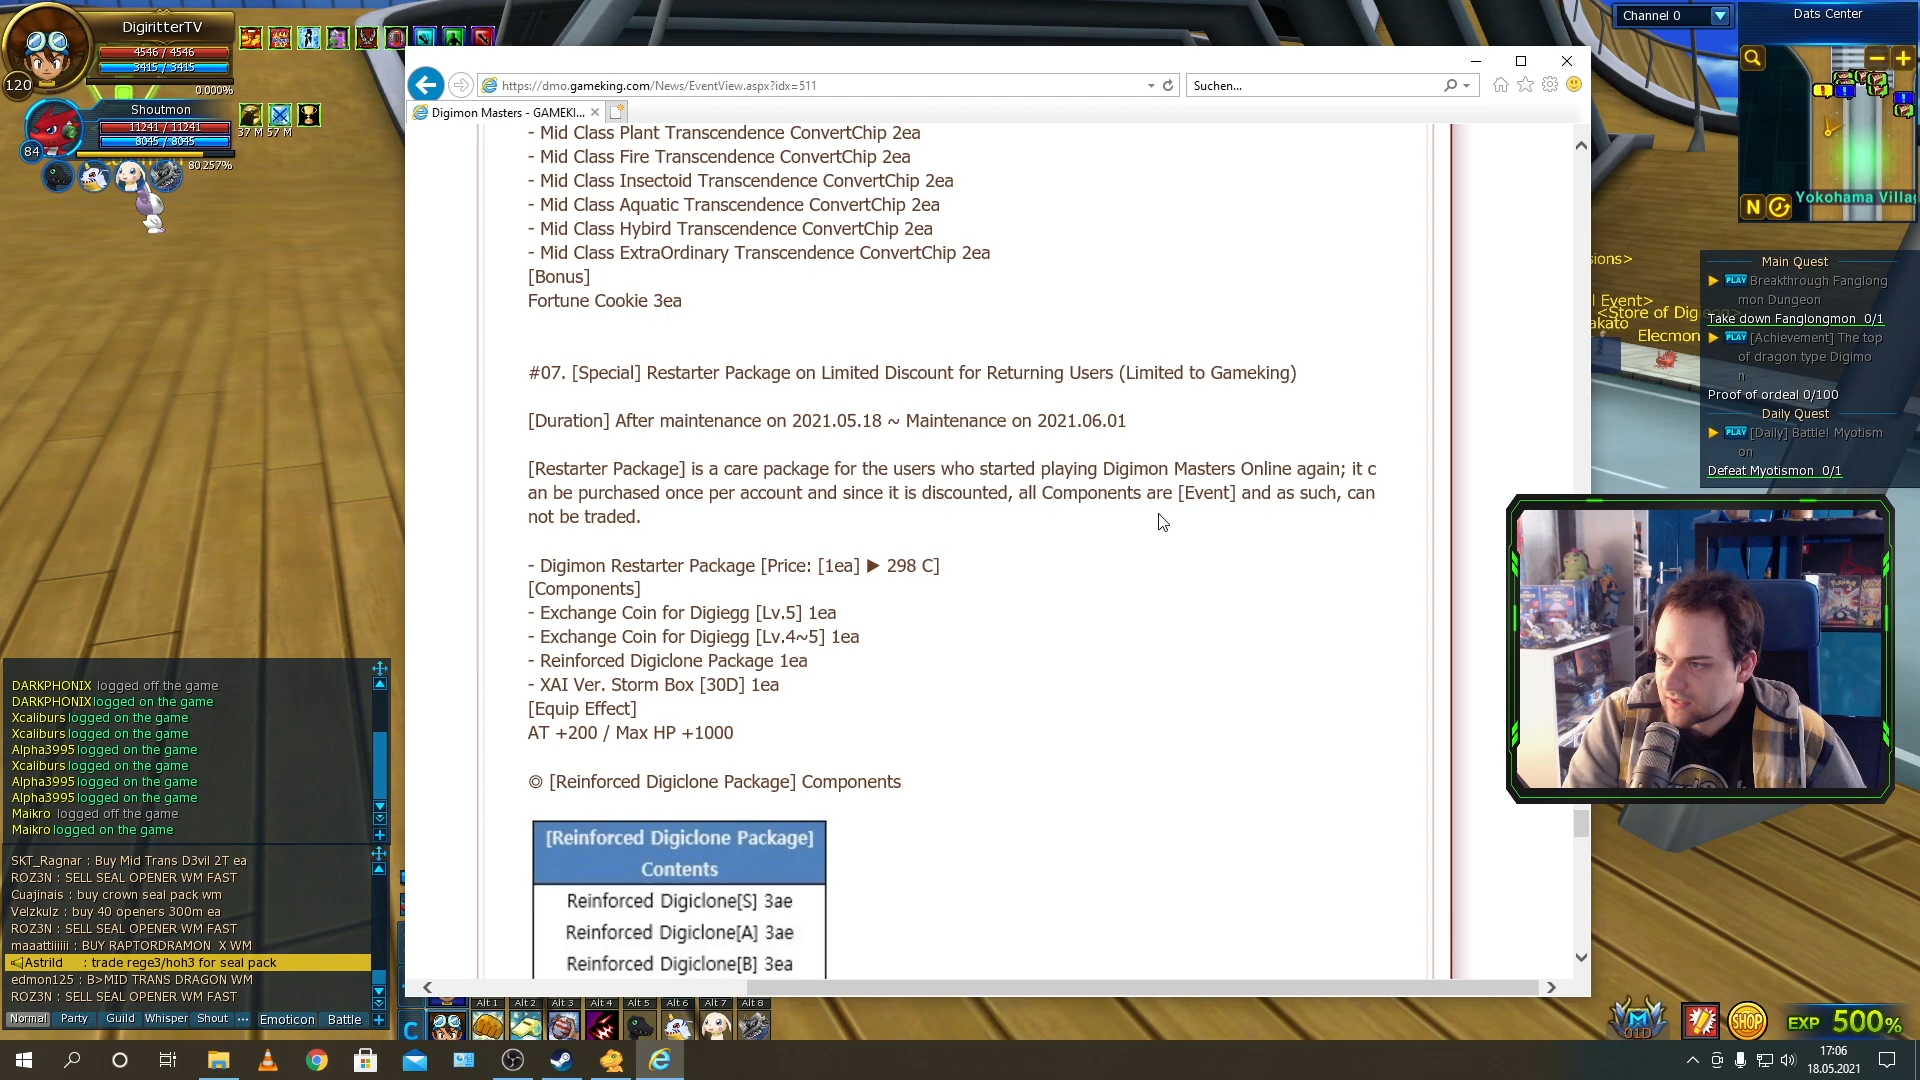 DigiritterTV
4546 / 4546
3415 / 3415
120
0.000%
Shoutmon
11241 / 11241
8045 / 8045
84
37 M 57 M
80.257%
https://dmo.gameking.com/News/EventView.aspx?idx=511
Suchen...
Digimon Masters - GAMEKI...
- Mid Class Plant Transcendence ConvertChip 2ea
- Mid Class Fire Transcendence ConvertChip 2ea
- Mid Class Insectoid Transcendence ConvertChip 2ea
- Mid Class Aquatic Transcendence ConvertChip 2ea
- Mid Class Hybird Transcendence ConvertChip 2ea
- Mid Class ExtraOrdinary Transcendence ConvertChip 2ea
[Bonus]
Fortune Cookie 3ea
#07. [Special] Restarter Package on Limited Discount for Returning Users (Limited to Gameking)
[Duration] After maintenance on 2021.05.18 ~ Maintenance on 2021.06.01
[Restarter Package] is a care package for the users who started playing Digimon Masters Online again; it c
an be purchased once per account and since it is discounted, all Components are [Event] and as such, can
not be traded.
- Digimon Restarter Package [Price: [1ea] ▶ 298 C]
[Components]
- Exchange Coin for Digiegg [Lv.5] 1ea
- Exchange Coin for Digiegg [Lv.4~5] 1ea
- Reinforced Digiclone Package 1ea
- XAI Ver. Storm Box [30D] 1ea
[Equip Effect]
AT +200 / Max HP +1000
◎ [Reinforced Digiclone Package] Components
[Reinforced Digiclone Package]
Contents
Reinforced Digiclone[S] 3ae
Reinforced Digiclone[A] 3ae
Reinforced Digiclone[B] 3ea
Channel 0
Dats Center
N
Yokohama Villag
sions>
l Event>
<Store of Digi
akato
Elecmon
Main Quest
PLAY Breakthrough Fanglong
mon Dungeon
Take down Fanglongmon 0/1
PLAY [Achievement] The top
of dragon type Digimo
n
Proof of ordeal 0/100
Daily Quest
PLAY [Daily] Battle! Myotism
on
Defeat Myotismon 0/1
DARKPHONIX logged off the game
DARKPHONIX logged on the game
Xcaliburs logged on the game
Xcaliburs logged on the game
Alpha3995 logged on the game
Xcaliburs logged on the game
Alpha3995 logged on the game
Alpha3995 logged on the game
Maikro logged off the game
Maikro logged on the game
SKT_Ragnar : Buy Mid Trans D3vil 2T ea
ROZ3N : SELL SEAL OPENER WM FAST
Cuajinais : buy crown seal pack wm
Velzkulz : buy 40 openers 300m ea
ROZ3N : SELL SEAL OPENER WM FAST
maaattiiiiii : BUY RAPTORDRAMON X WM
Astrild : trade rege3/hoh3 for seal pack
edmon125 : B>MID TRANS DRAGON WM
ROZ3N : SELL SEAL OPENER WM FAST
Normal Party Guild Whisper Shout ... Emoticon Battle
C
Alt 1 Alt 2 Alt 3 Alt 4 Alt 5 Alt 6 Alt 7 Alt 8
01D
SHOP
EXP 500%
17:06
18.05.2021